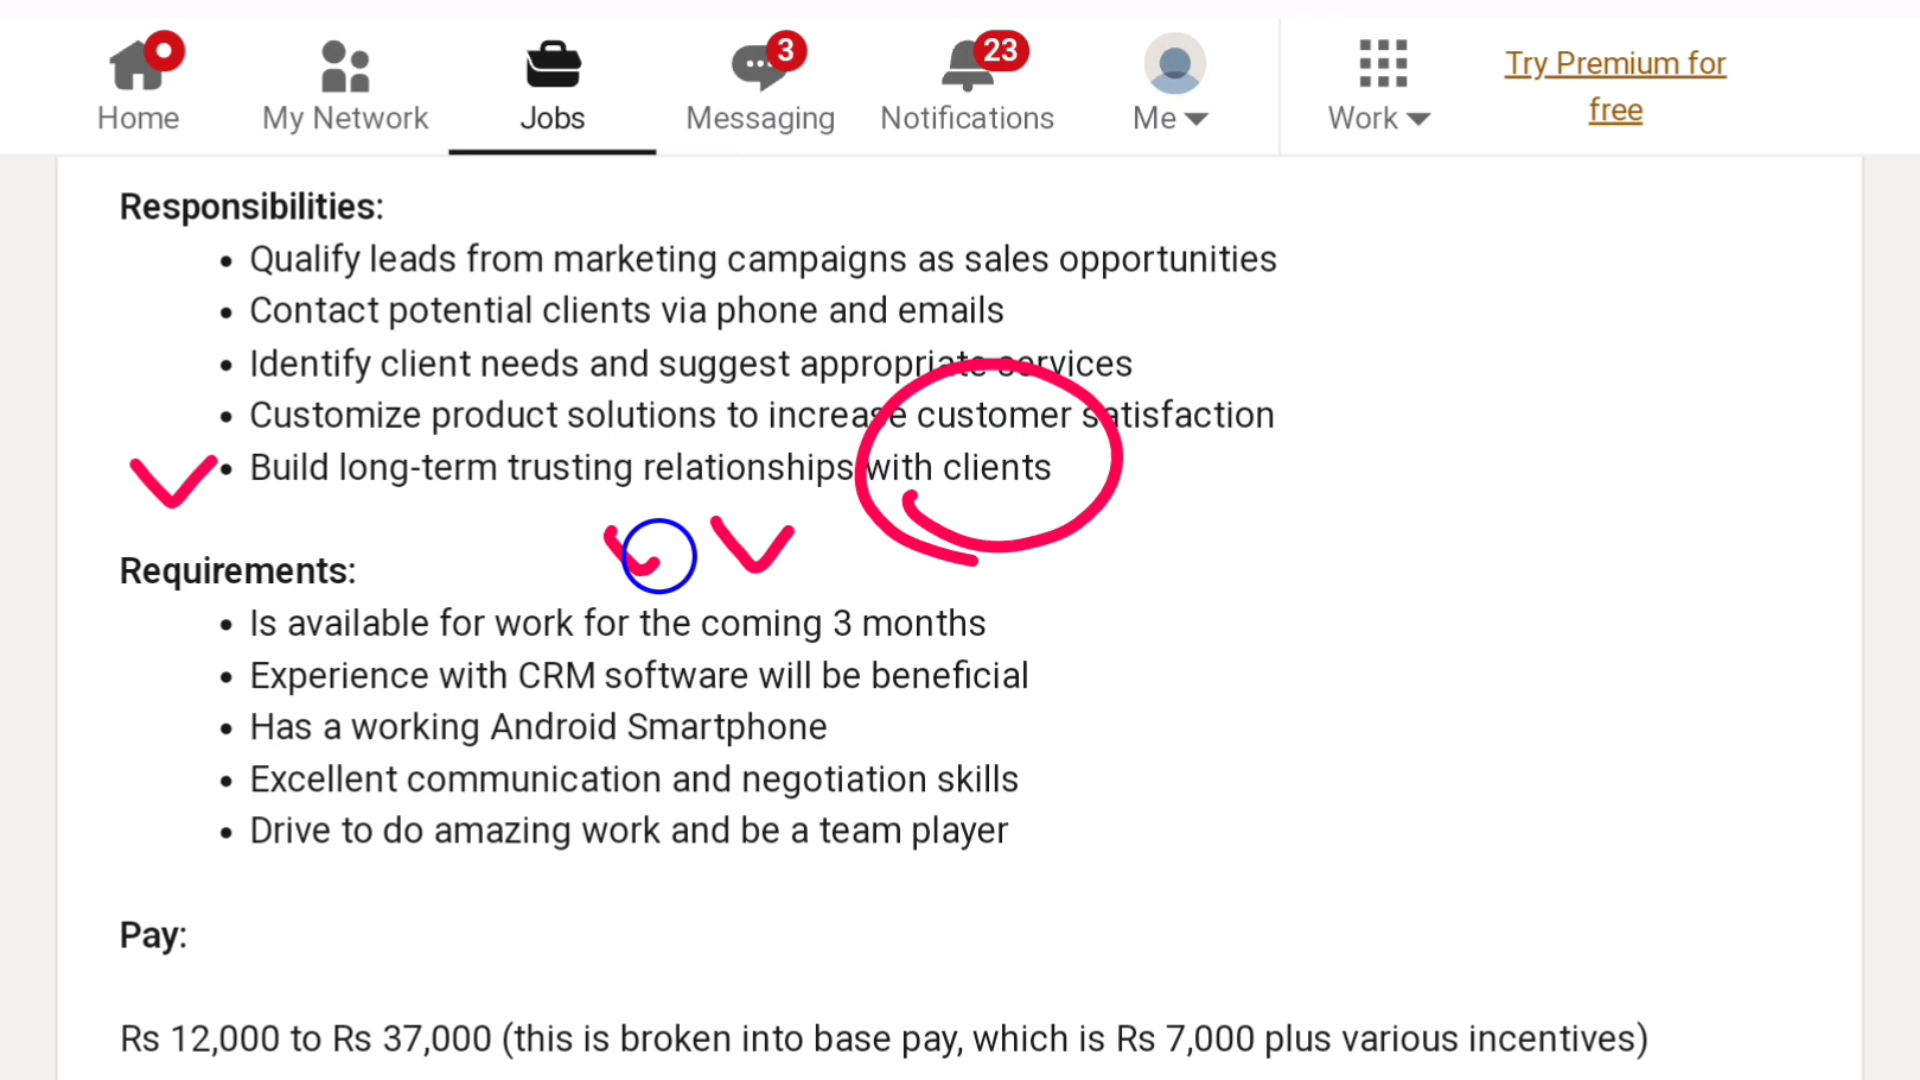 Home
My Network
Jobs
3
Messaging
23
Notifications
Me
Work
Try Premium for
free
Responsibilities:
• Qualify leads from marketing campaigns as sales opportunities
• Contact potential clients via phone and emails
• Identify client needs and suggest appropriate services
• Customize product solutions to increase customer satisfaction
• Build long-term trusting relationships with clients
Requirements:
• Is available for work for the coming 3 months
• Experience with CRM software will be beneficial
• Has a working Android Smartphone
• Excellent communication and negotiation skills
• Drive to do amazing work and be a team player
Pay:
Rs 12,000 to Rs 37,000 (this is broken into base pay, which is Rs 7,000 plus various incentives)